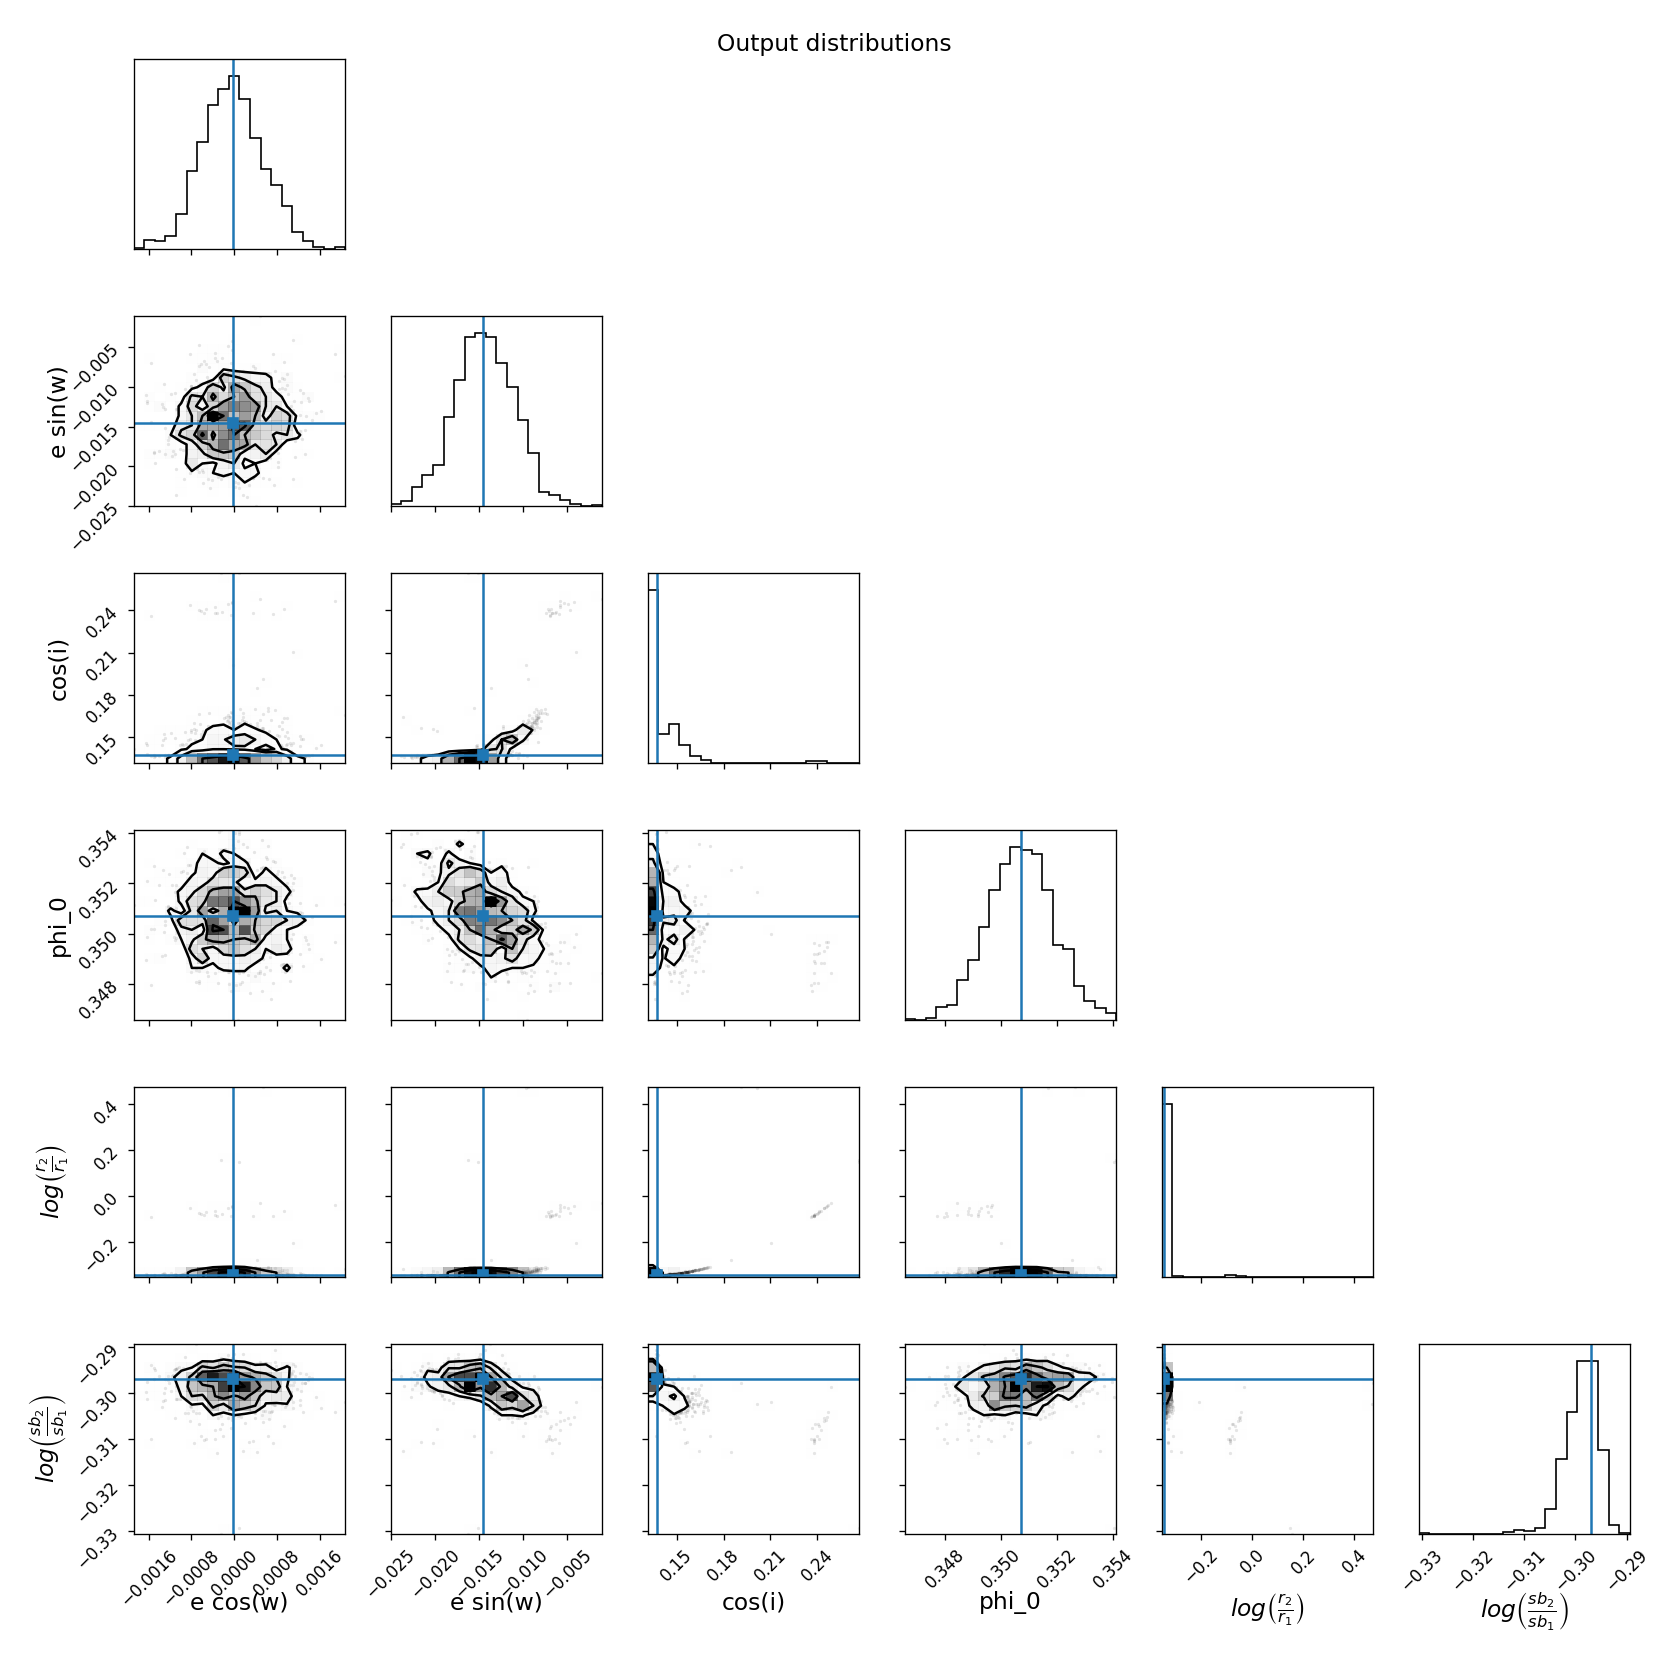 Output distributions
e sin(w)
−0.005
−0.010
−0.015
−0.020
−0.025
cos(i)
0.24
0.21
0.18
0.15
phi_0
0.354
0.352
0.350
0.348
log(r2/r1)
0.4
0.2
0.0
−0.2
log(sb2/sb1)
−0.29
−0.30
−0.31
−0.32
−0.33
−0.0016 −0.0008 0.0000 0.0008 0.0016
e cos(w)
−0.025 −0.020 −0.015 −0.010 −0.005
e sin(w)
0.15 0.18 0.21 0.24
cos(i)
0.348 0.350 0.352 0.354
phi_0
−0.2 0.0 0.2 0.4
log(r2/r1)
−0.33 −0.32 −0.31 −0.30 −0.29
log(sb2/sb1)